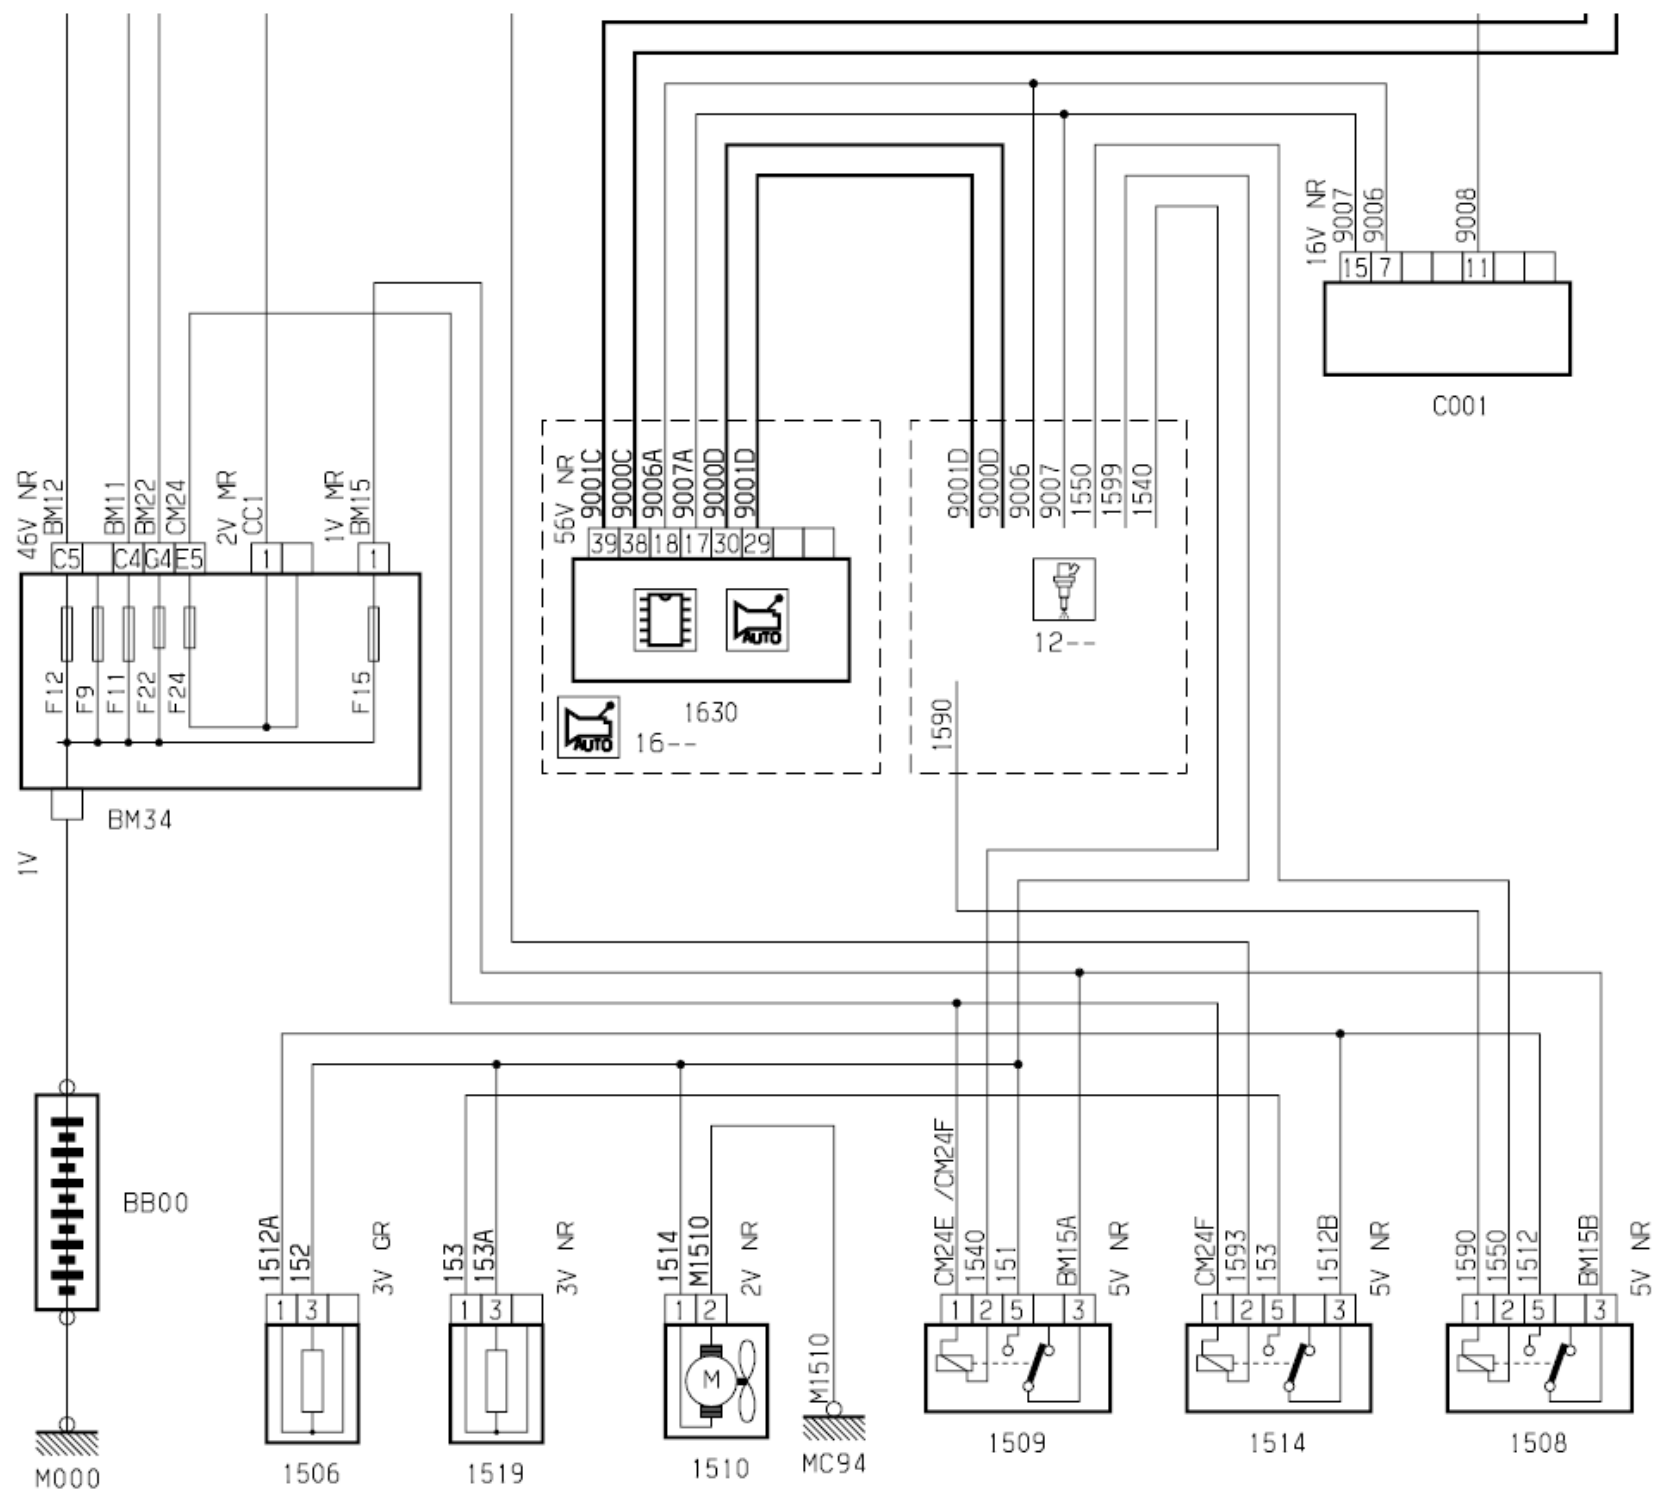 16V NR
9007
9006
9008
15 7 11
C001
46V NR
BM12
BM11
BM22
CM24
2V MR
CC1
1V MR
BM15
C5 C4 G4 E5 1 1
F12
F9
F11
F22
F24
F15
BM34
1V
56V NR
9001C
9000C
9006A
9007A
9000D
9001D
39 38 18 17 30 29
AUTO
1630
AUTO
16--
9001D
9000D
9006
9007
1550
1599
1540
12--
1590
BB00
M000
1512A
152
3V GR
1 3
1506
153
153A
3V NR
1 3
1519
1514
M1510
2V NR
1 2
M
1510
M1510
MC94
CM24E /CM24F
1540
151
BM15A
5V NR
1 2 5 3
1509
CM24F
1593
153
1512B
5V NR
1 2 5 3
1514
1590
1550
1512
BM15B
5V NR
1 2 5 3
1508